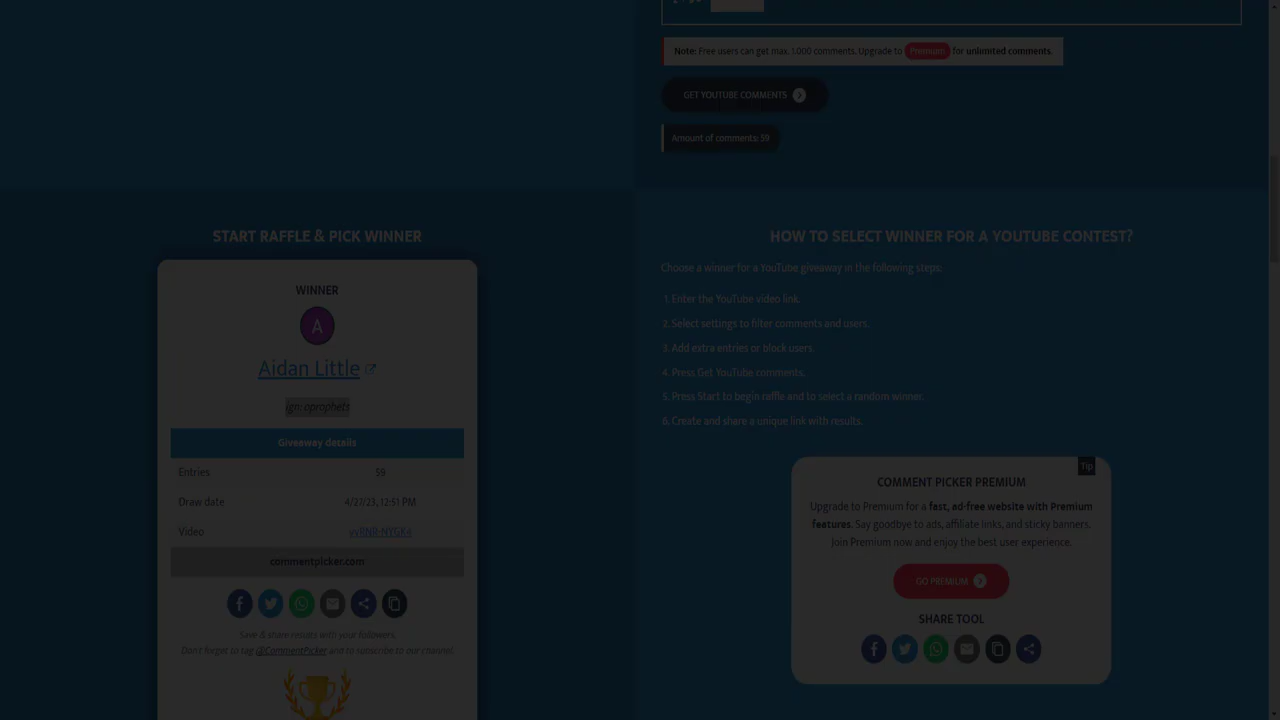 Note: Free users can get max. 1000 comments. Upgrade to Premium for unlimited comments.
GET YOUTUBE COMMENTS
Amount of comments: 59
START RAFFLE & PICK WINNER
WINNER
A
Aidan Little
ign: aprophets
Giveaway details
Entries 59
Draw date 4/27/23, 12:51 PM
Video
commentpicker.com
Save & share results with your followers.
Don't forget to tag @CommentPicker and to subscribe to our channel.
HOW TO SELECT WINNER FOR A YOUTUBE CONTEST?
Choose a winner for a YouTube giveaway in the following steps:
1. Enter the YouTube video link.
2. Select settings to filter comments and users.
3. Add extra entries or block users.
4. Press Get YouTube comments.
5. Press Start to begin raffle and to select a random winner.
6. Create and share a unique link with results.
Tip
COMMENT PICKER PREMIUM
Upgrade to Premium for a fast, ad-free website with Premium
features. Say goodbye to ads, affiliate links, and sticky banners.
Join Premium now and enjoy the best user experience.
GO PREMIUM
SHARE TOOL